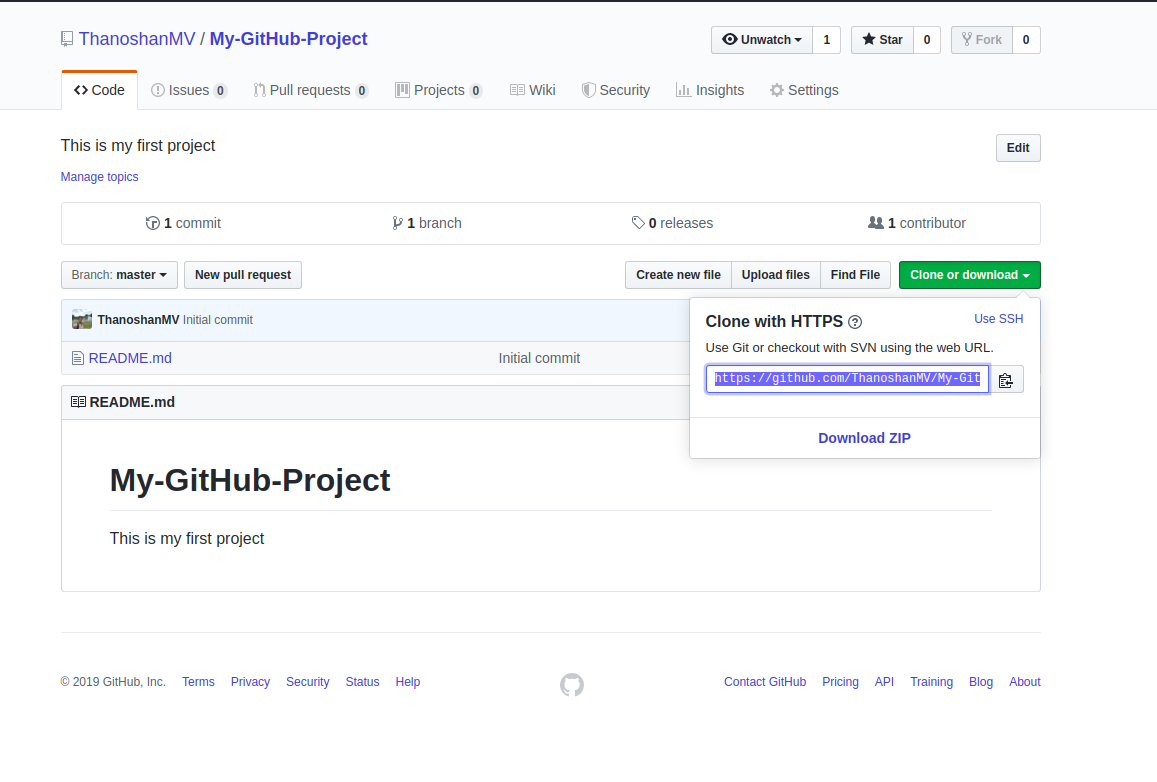 ThanoshanMV / My-GitHub-Project
Unwatch 1 Star 0 Fork 0
Code Issues 0 Pull requests 0 Projects 0 Wiki Security Insights Settings
This is my first project
Edit
Manage topics
1 commit 1 branch 0 releases 1 contributor
Branch: master New pull request Create new file Upload files Find File Clone or download
ThanoshanMV Initial commit
README.md Initial commit
Clone with HTTPS ? Use SSH
Use Git or checkout with SVN using the web URL.
https://github.com/ThanoshanMV/My-Git
Download ZIP
README.md
My-GitHub-Project
This is my first project
© 2019 GitHub, Inc. Terms Privacy Security Status Help Contact GitHub Pricing API Training Blog About